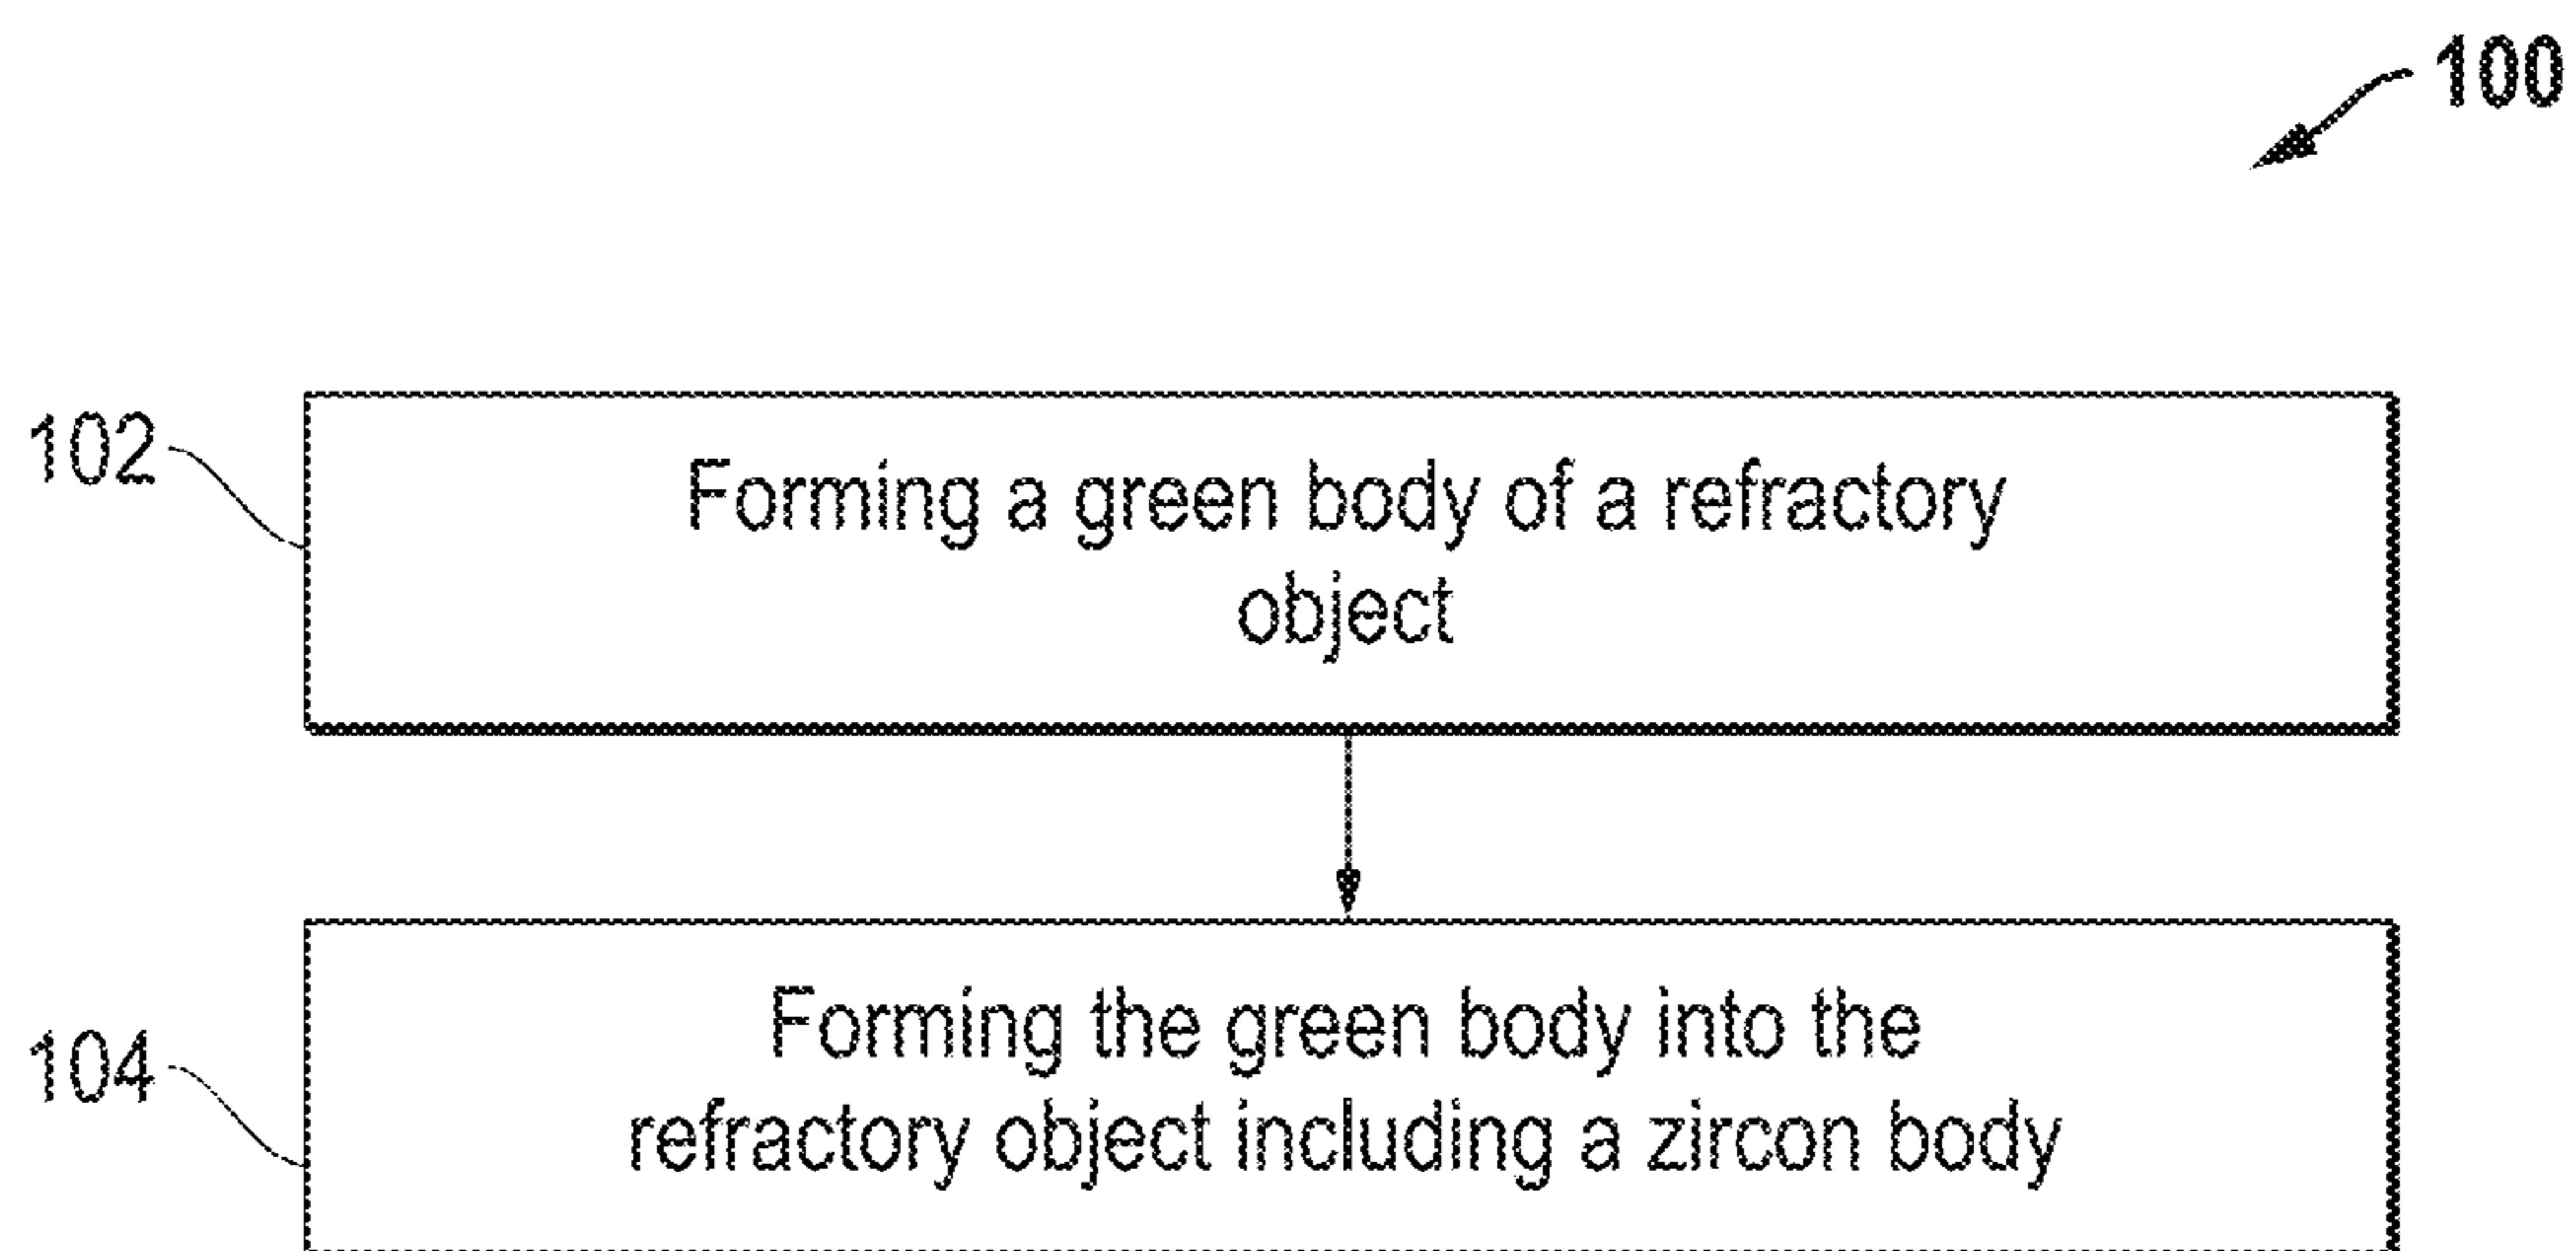 100
102
Forming a green body of a refractory
object
104
Forming the green body into the
refractory object including a zircon body